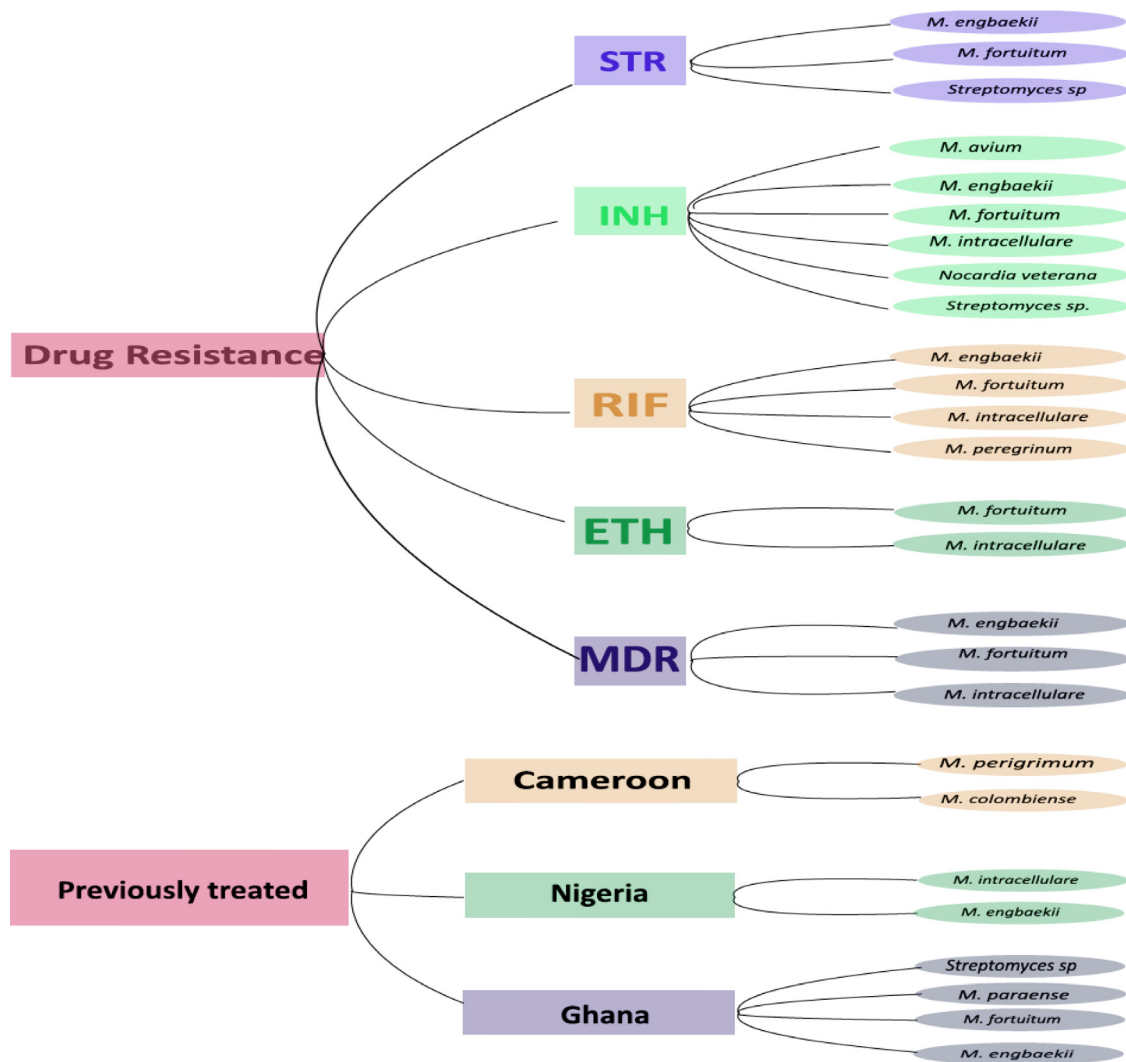 Drug Resistance
STR
M. engbaekii
M. fortuitum
Streptomyces sp
INH
M. avium
M. engbaekii
M. fortuitum
M. intracellulare
Nocardia veterana
Streptomyces sp.
RIF
M. engbaekii
M. fortuitum
M. intracellulare
M. peregrinum
ETH
M. fortuitum
M. intracellulare
MDR
M. engbaekii
M. fortuitum
M. intracellulare
Previously treated
Cameroon
M. perigrimum
M. colombiense
Nigeria
M. intracellulare
M. engbaekii
Ghana
Streptomyces sp
M. paraense
M. fortuitum
M. engbaekii